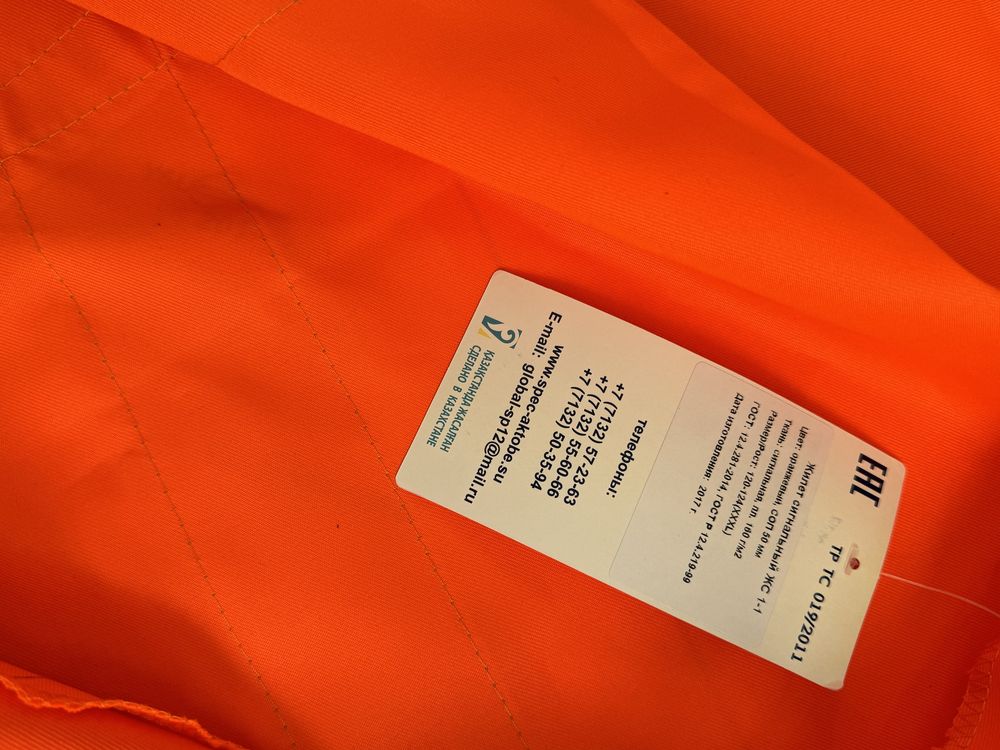 EAC
ТР ТС 019/2011
Жилет сигнальный ЖС 1-1
Цвет: оранжевый, СОП 50 мм
Ткань: сигнальная, пл. 160 г/м2
Размер/Рост: 120-124(XXXL)
ГОСТ: 12.4.281-2014, ГОСТ Р 12.4.219-99
Дата изготовления: 2017 г.
телефоны:
+7 (7132) 57-23-63
+7 (7132) 55-60-66
+7 (7132) 50-35-94
www.spec-aktobe.su
E-mail: global-sp12@mail.ru
ҚАЗАҚСТАНДА ЖАСАЛҒАН
СДЕЛАНО В КАЗАХСТАНЕ